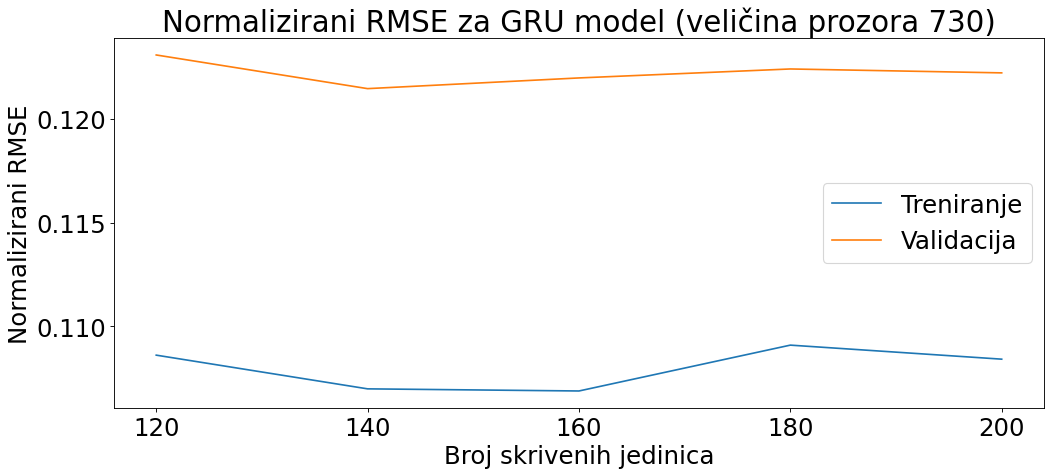 Normalizirani RMSE za GRU model (veličina prozora 730)
Normalizirani RMSE
0.120
0.115
0.110
Treniranje
Validacija
120
140
160
180
200
Broj skrivenih jedinica